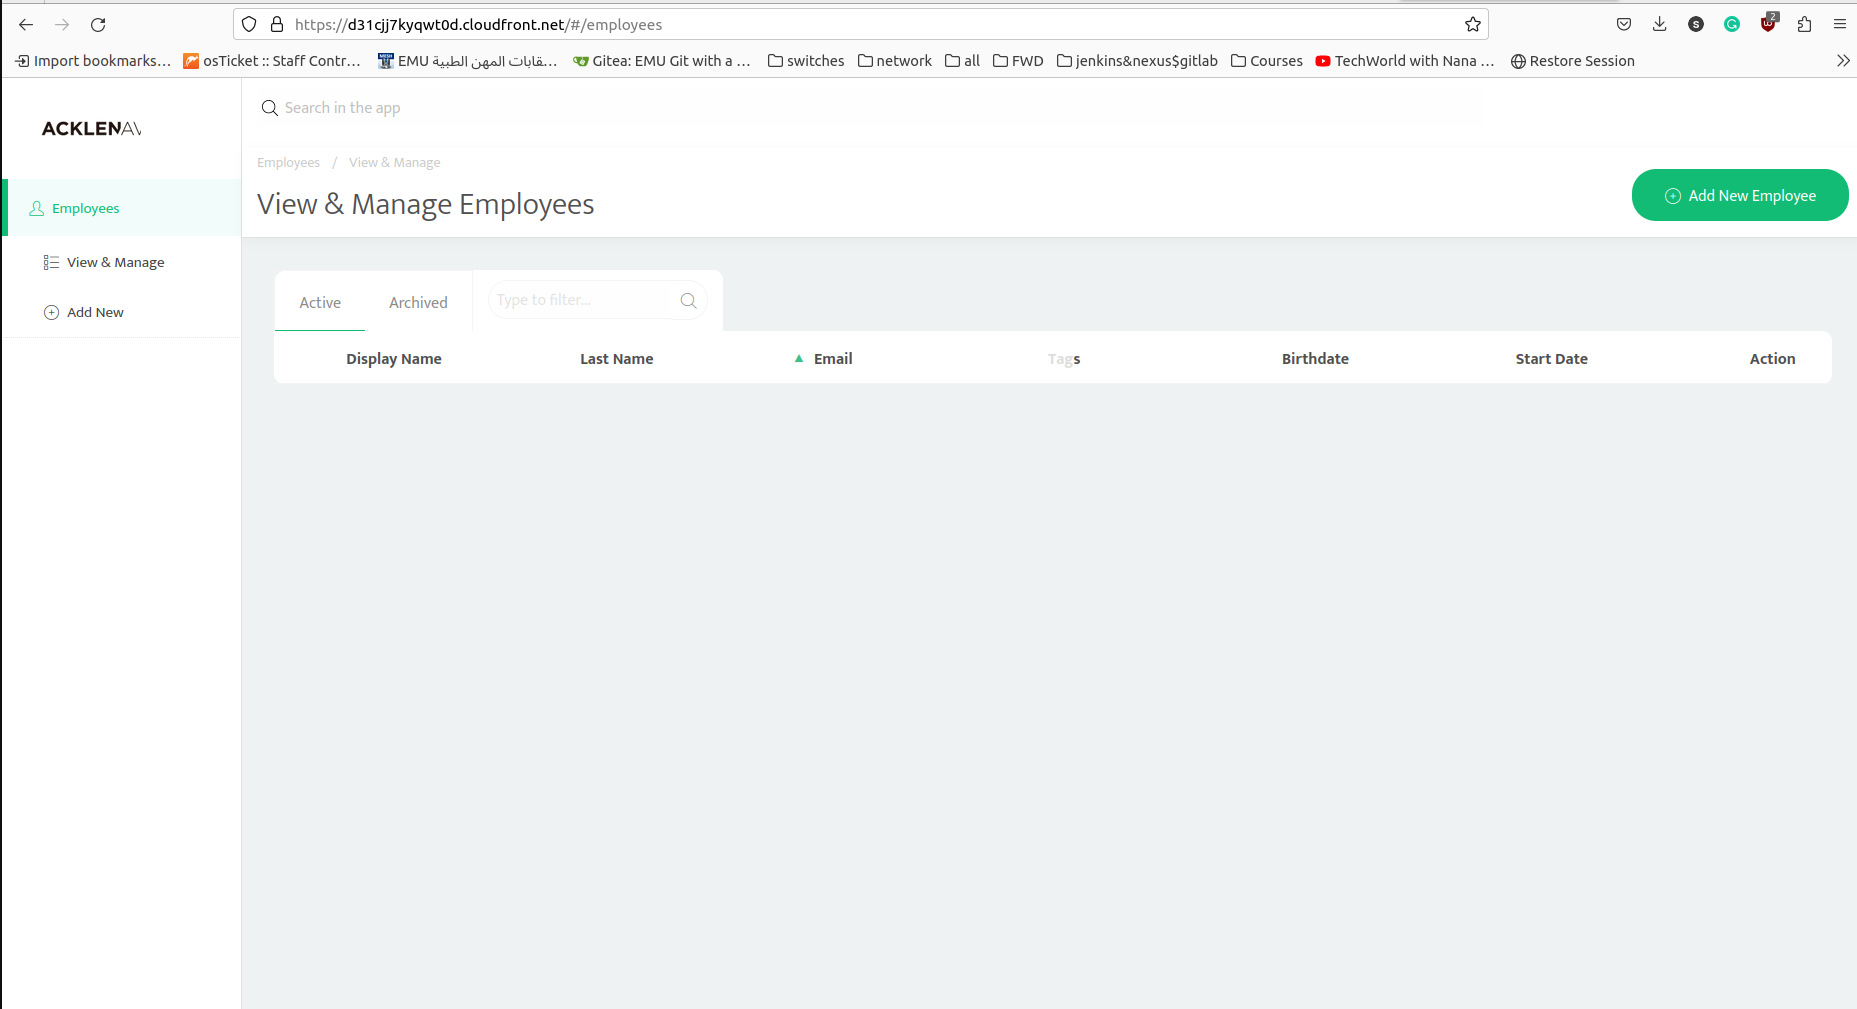 https://d31cjj7kyqwt0d.cloudfront.net/#/employees
2
Import bookmarks… osTicket :: Staff Contr… EMU نقابات المهن الطبية… Gitea: EMU Git with a … switches network all FWD jenkins&nexus$gitlab Courses TechWorld with Nana … Restore Session
ACKLENAV
Search in the app
Employees / View & Manage
View & Manage Employees
Add New Employee
Employees
View & Manage
Add New
Active Archived Type to filter...
Display Name Last Name Email Tags Birthdate Start Date Action